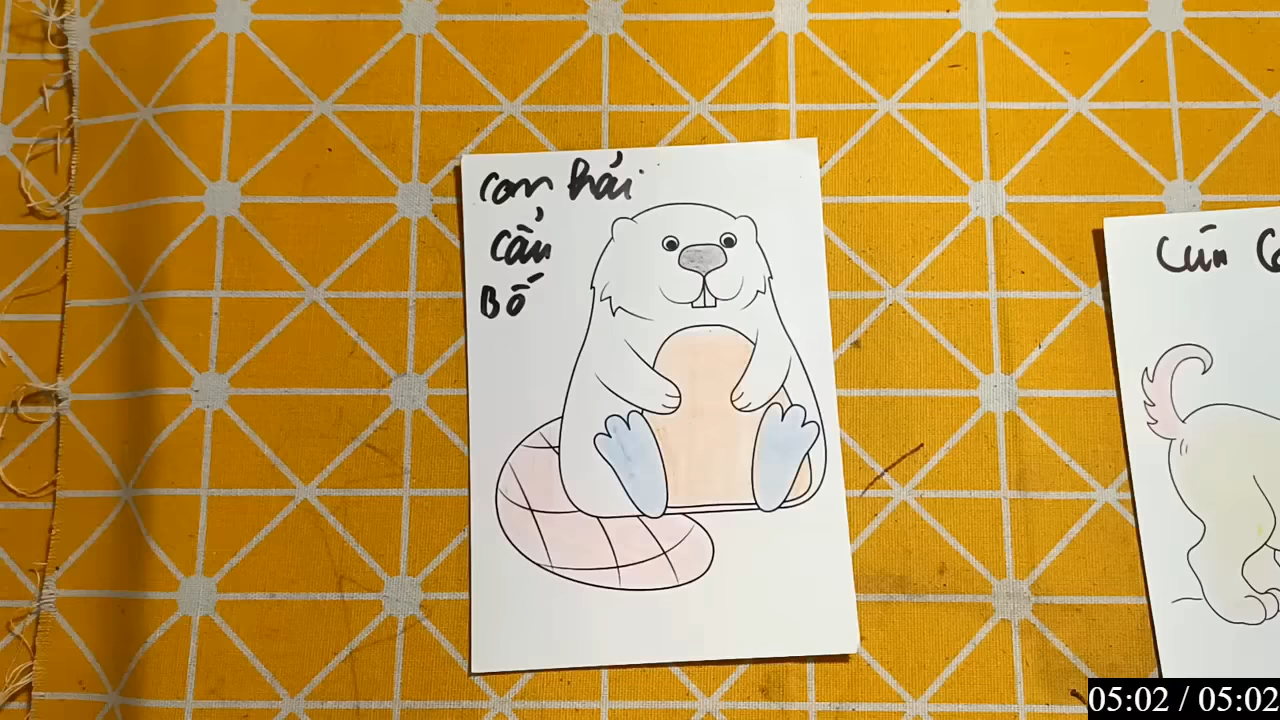 con hải
cẩu
Bố
Cún C
05:02 / 05:02